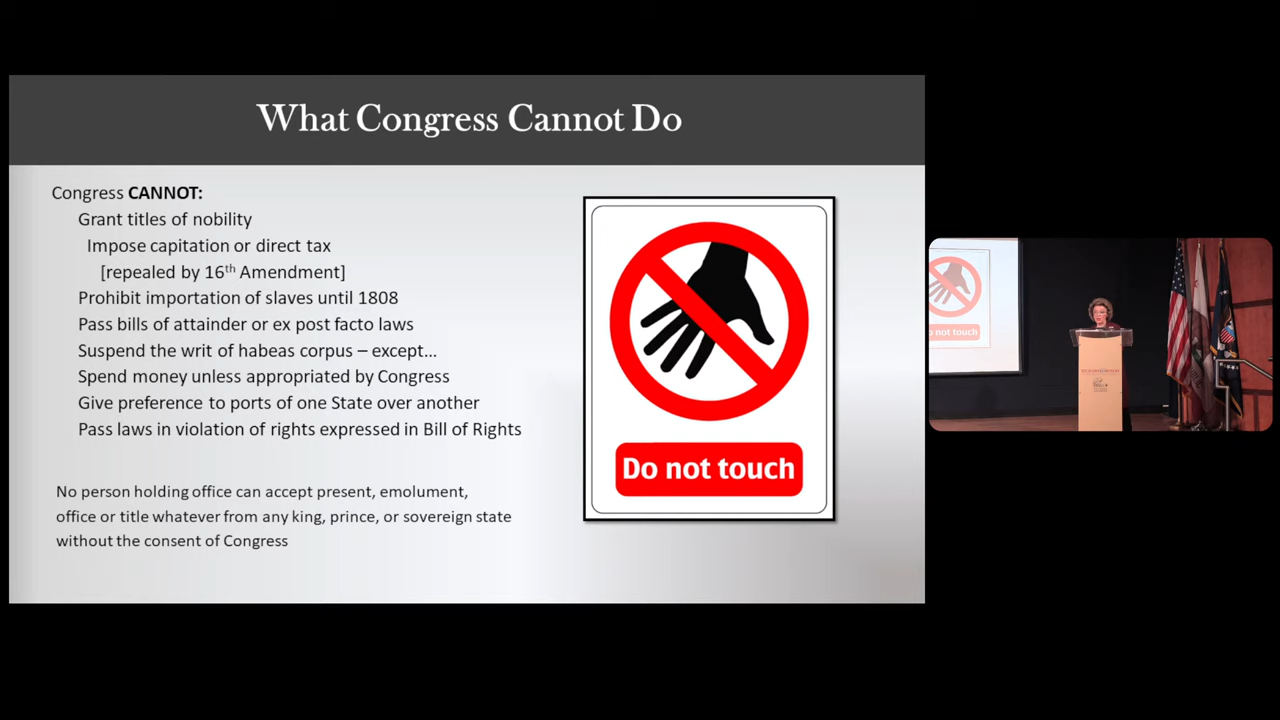 What Congress Cannot Do
Congress CANNOT:
Grant titles of nobility
Impose capitation or direct tax
[repealed by 16th Amendment]
Prohibit importation of slaves until 1808
Pass bills of attainder or ex post facto laws
Suspend the writ of habeas corpus – except…
Spend money unless appropriated by Congress
Give preference to ports of one State over another
Pass laws in violation of rights expressed in Bill of Rights
No person holding office can accept present, emolument,
office or title whatever from any king, prince, or sovereign state
without the consent of Congress
Do not touch
not touch